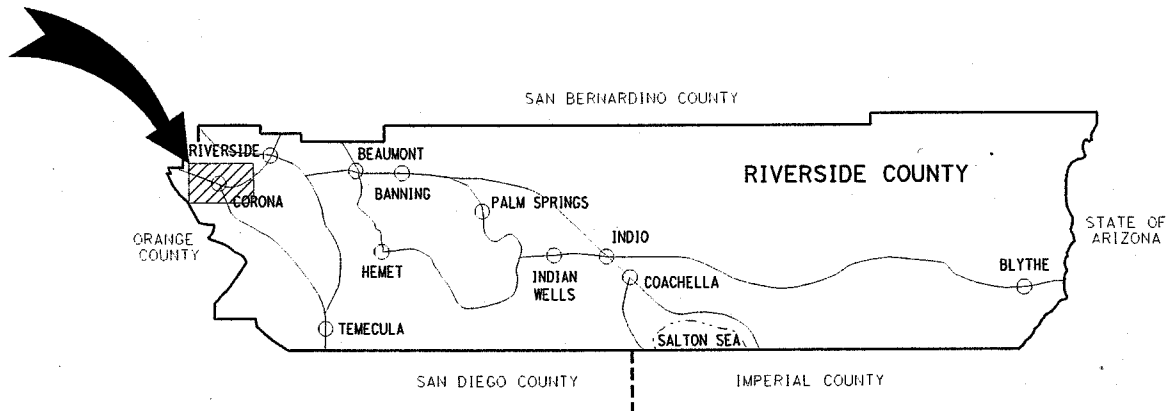 SAN BERNARDINO COUNTY
RIVERSIDE
BEAUMONT
RIVERSIDE COUNTY
CORONA
BANNING
PALM SPRINGS
ORANGE
COUNTY
STATE OF
ARIZONA
HEMET
INDIO
INDIAN
WELLS
COACHELLA
BLYTHE
TEMECULA
SALTON SEA
SAN DIEGO COUNTY
IMPERIAL COUNTY